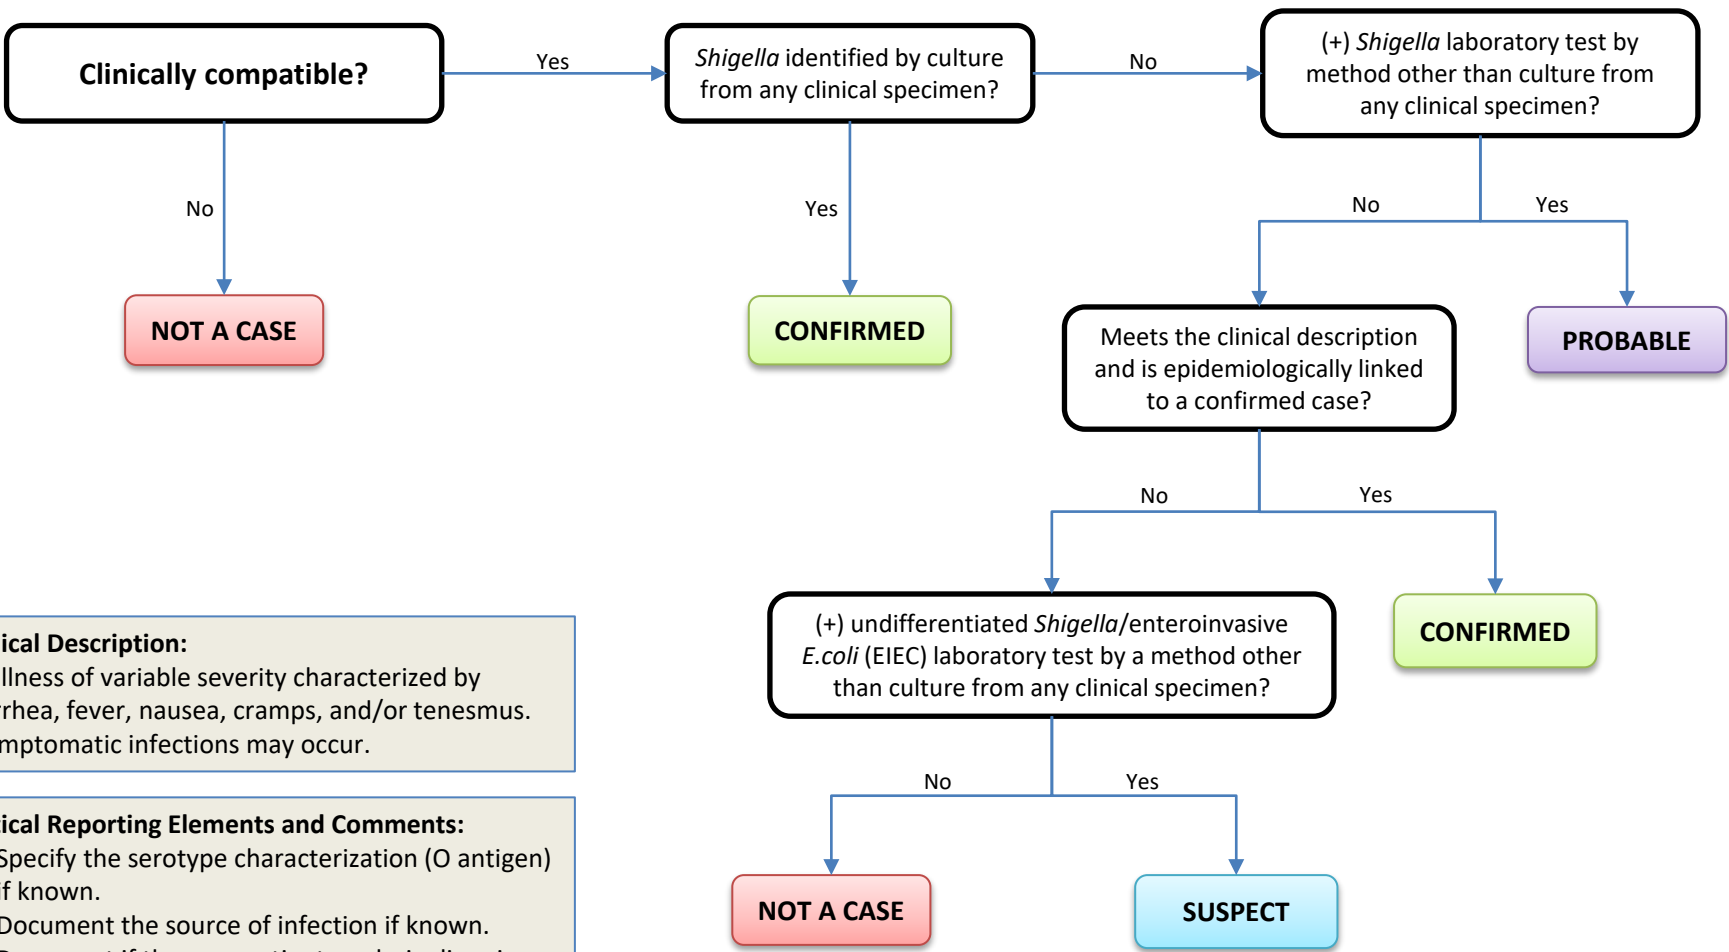 Clinically compatible?
Yes
Shigella identified by culture
from any clinical specimen?
No
(+) Shigella laboratory test by
method other than culture from
any clinical specimen?
No
Yes
No
Yes
NOT A CASE
CONFIRMED
Meets the clinical description
and is epidemiologically linked
to a confirmed case?
PROBABLE
No
Yes
(+) undifferentiated Shigella/enteroinvasive
E.coli (EIEC) laboratory test by a method other
than culture from any clinical specimen?
CONFIRMED
No
Yes
NOT A CASE
SUSPECT
ical Description:
llness of variable severity characterized by
rrhea, fever, nausea, cramps, and/or tenesmus.
mptomatic infections may occur.
tical Reporting Elements and Comments:
Specify the serotype characterization (O antigen)
if known.
Document the source of infection if known.